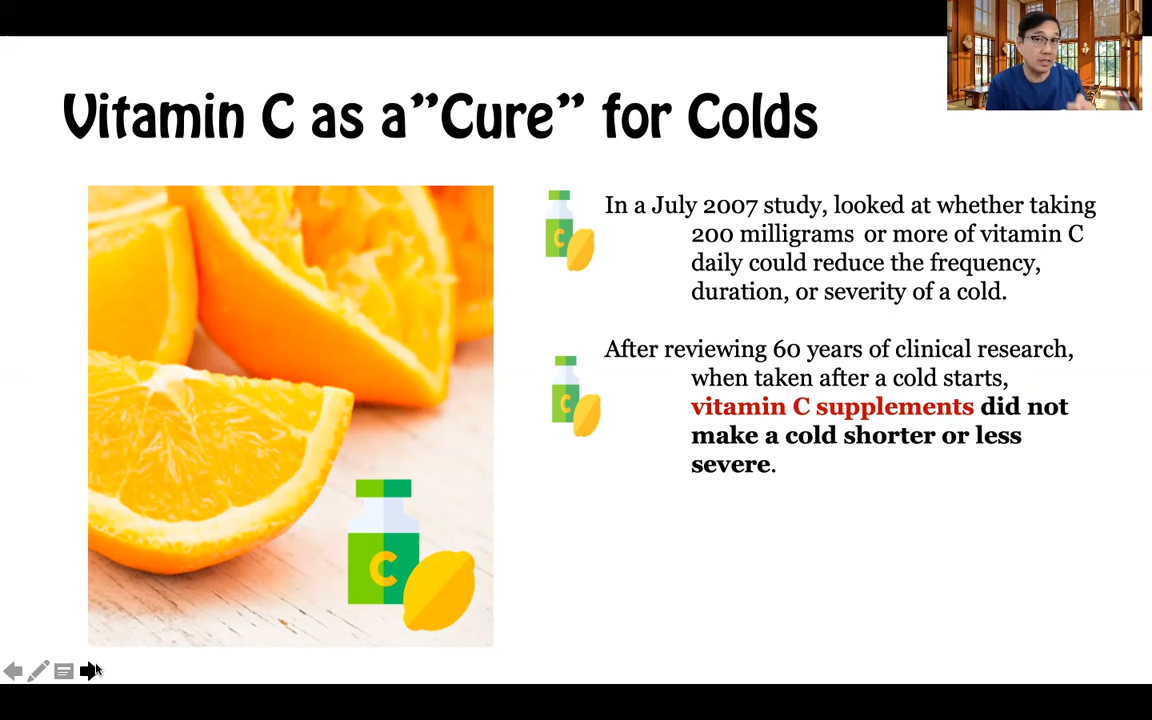 Vitamin C as a”Cure” for Colds
In a July 2007 study, looked at whether taking
200 milligrams or more of vitamin C
daily could reduce the frequency,
duration, or severity of a cold.
After reviewing 60 years of clinical research,
when taken after a cold starts,
vitamin C supplements did not
make a cold shorter or less
severe.
C
C
C